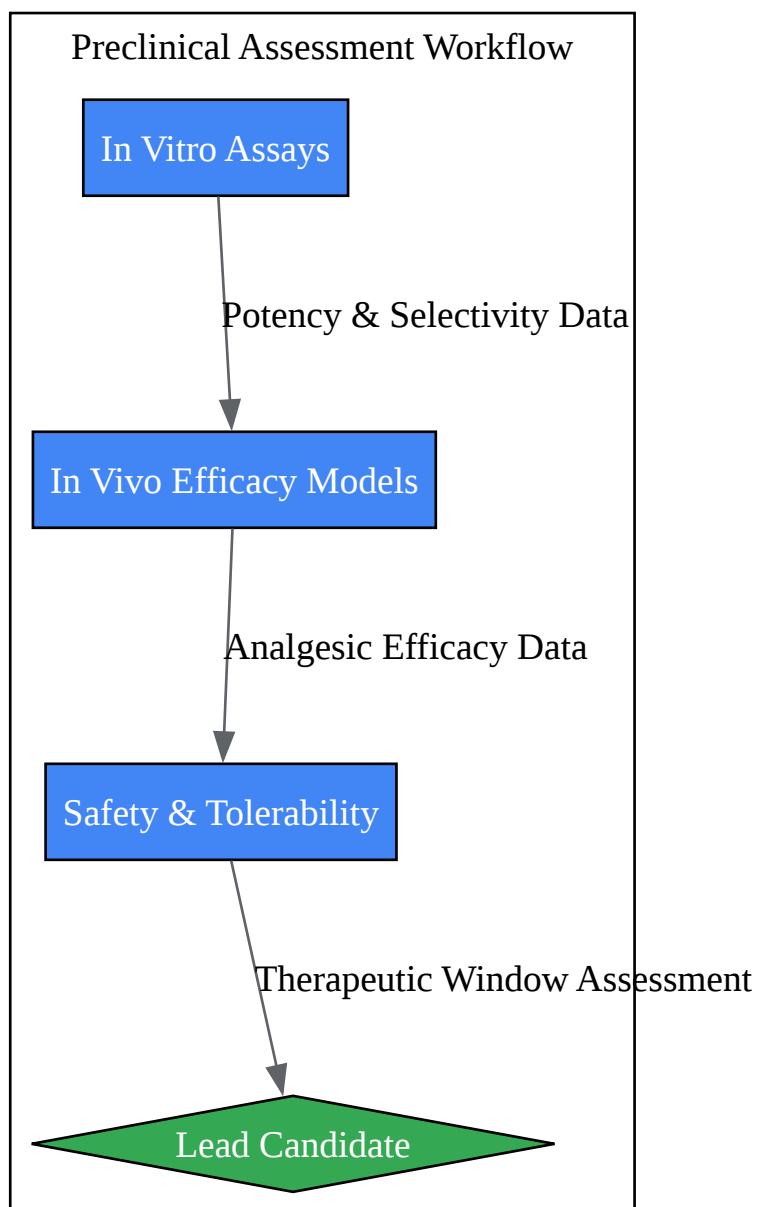 Preclinical Assessment Workflow
In Vitro Assays
Potency & Selectivity Data
In Vivo Efficacy Models
Analgesic Efficacy Data
Safety & Tolerability
Therapeutic Window Assessment
Lead Candidate